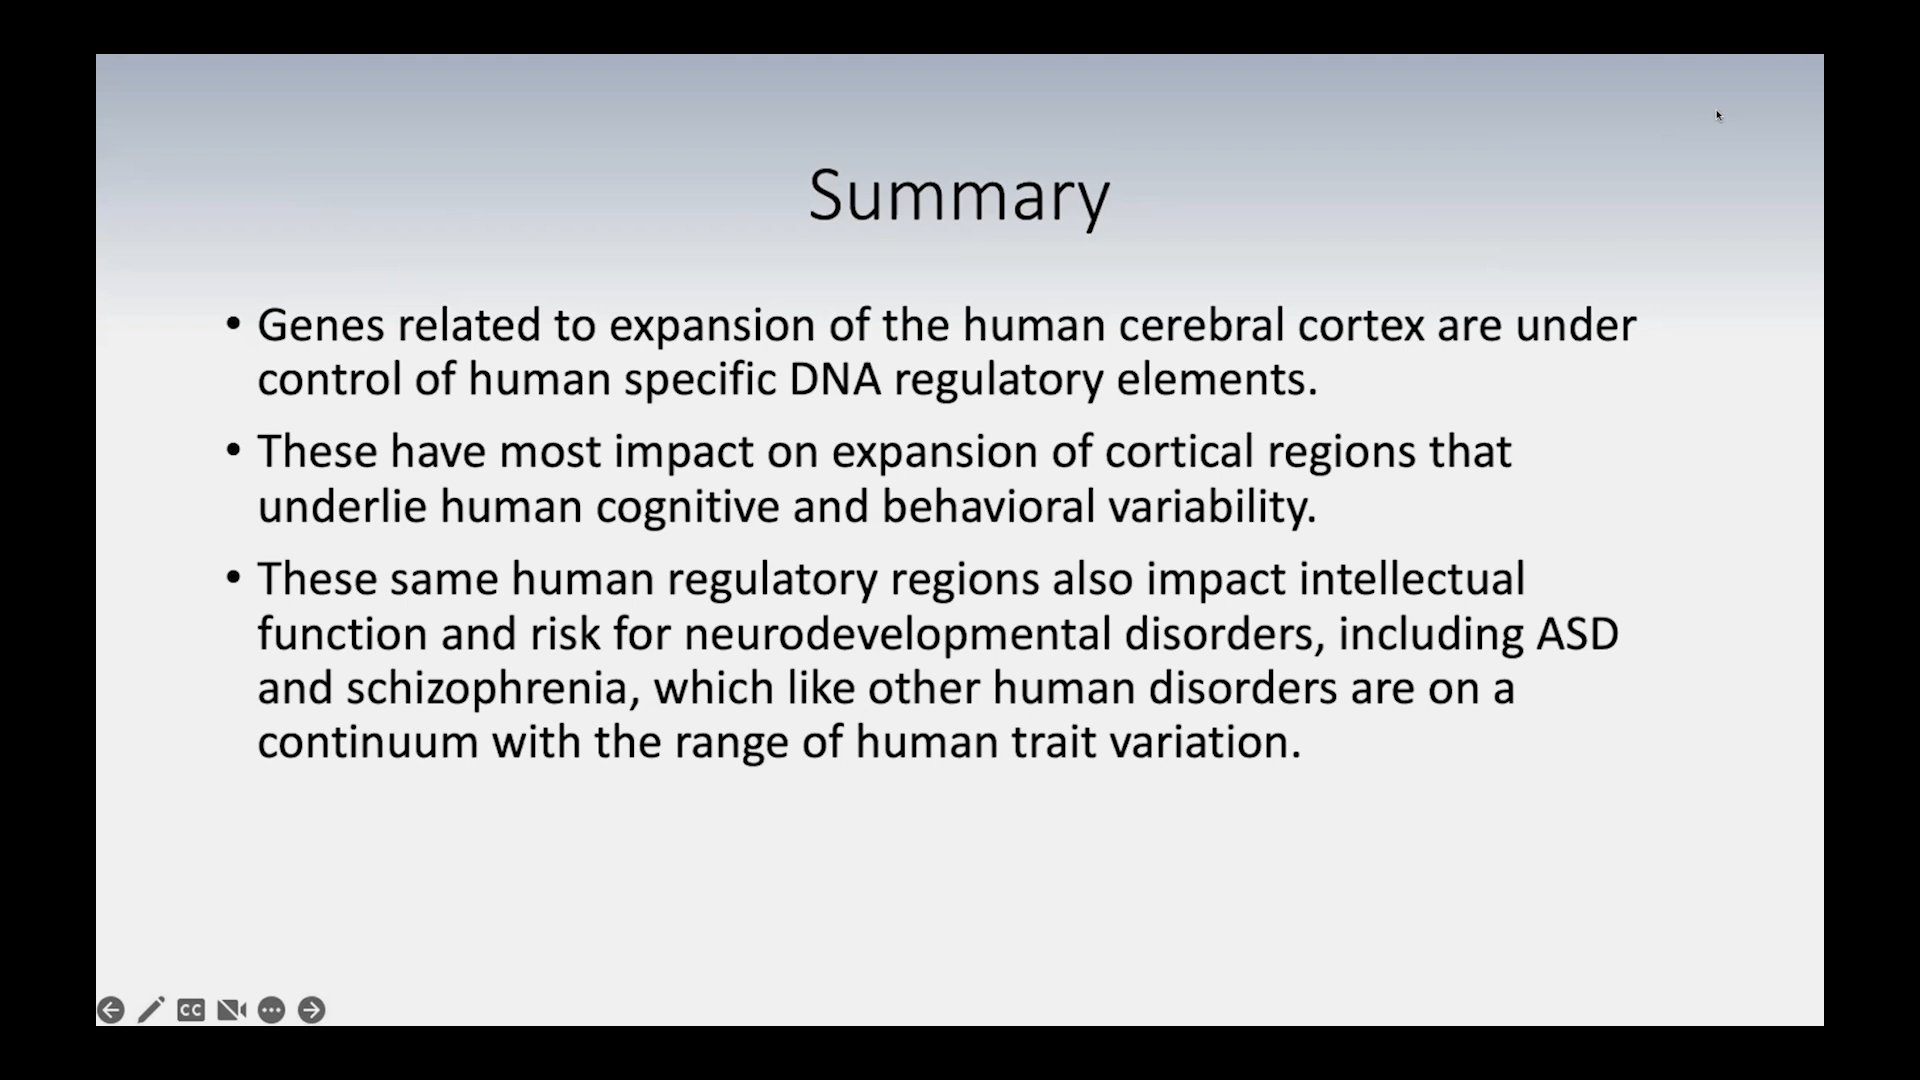 Summary
• Genes related to expansion of the human cerebral cortex are under
control of human specific DNA regulatory elements.
• These have most impact on expansion of cortical regions that
underlie human cognitive and behavioral variability.
• These same human regulatory regions also impact intellectual
function and risk for neurodevelopmental disorders, including ASD
and schizophrenia, which like other human disorders are on a
continuum with the range of human trait variation.
CC